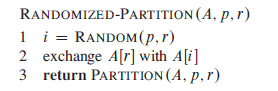 RANDOMIZED-PARTITION(A, p, r)
1 i = RANDOM(p, r)
2 exchange A[r] with A[i]
3 return PARTITION(A, p, r)